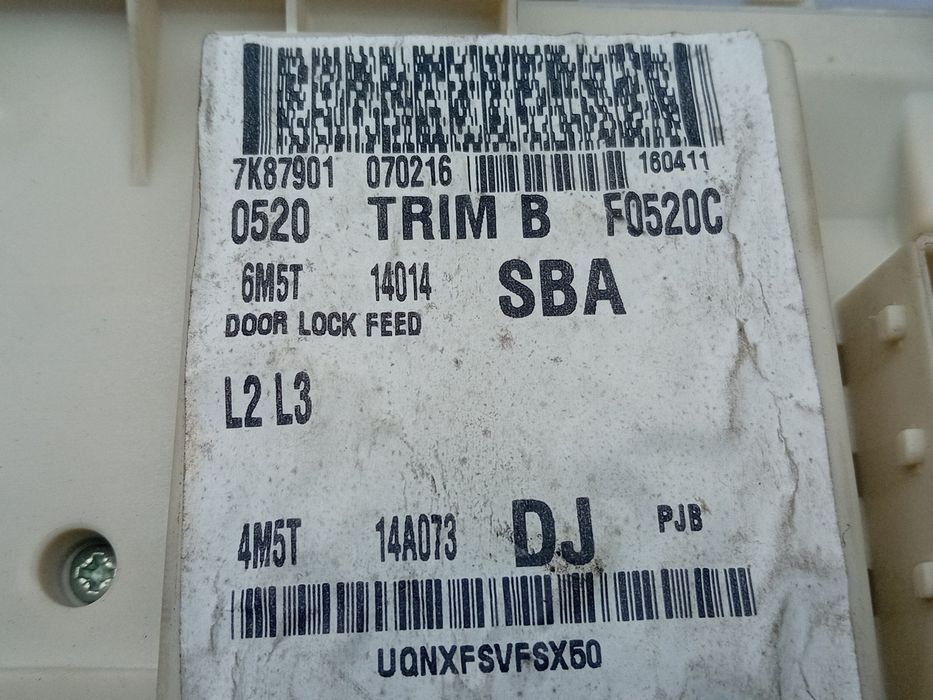 7K87901 070216 160411
0520 TRIM B F0520C
6M5T 14014 SBA
DOOR LOCK FEED
L2 L3
4M5T 14A073 DJ PJB
UQNXFSVFSX50